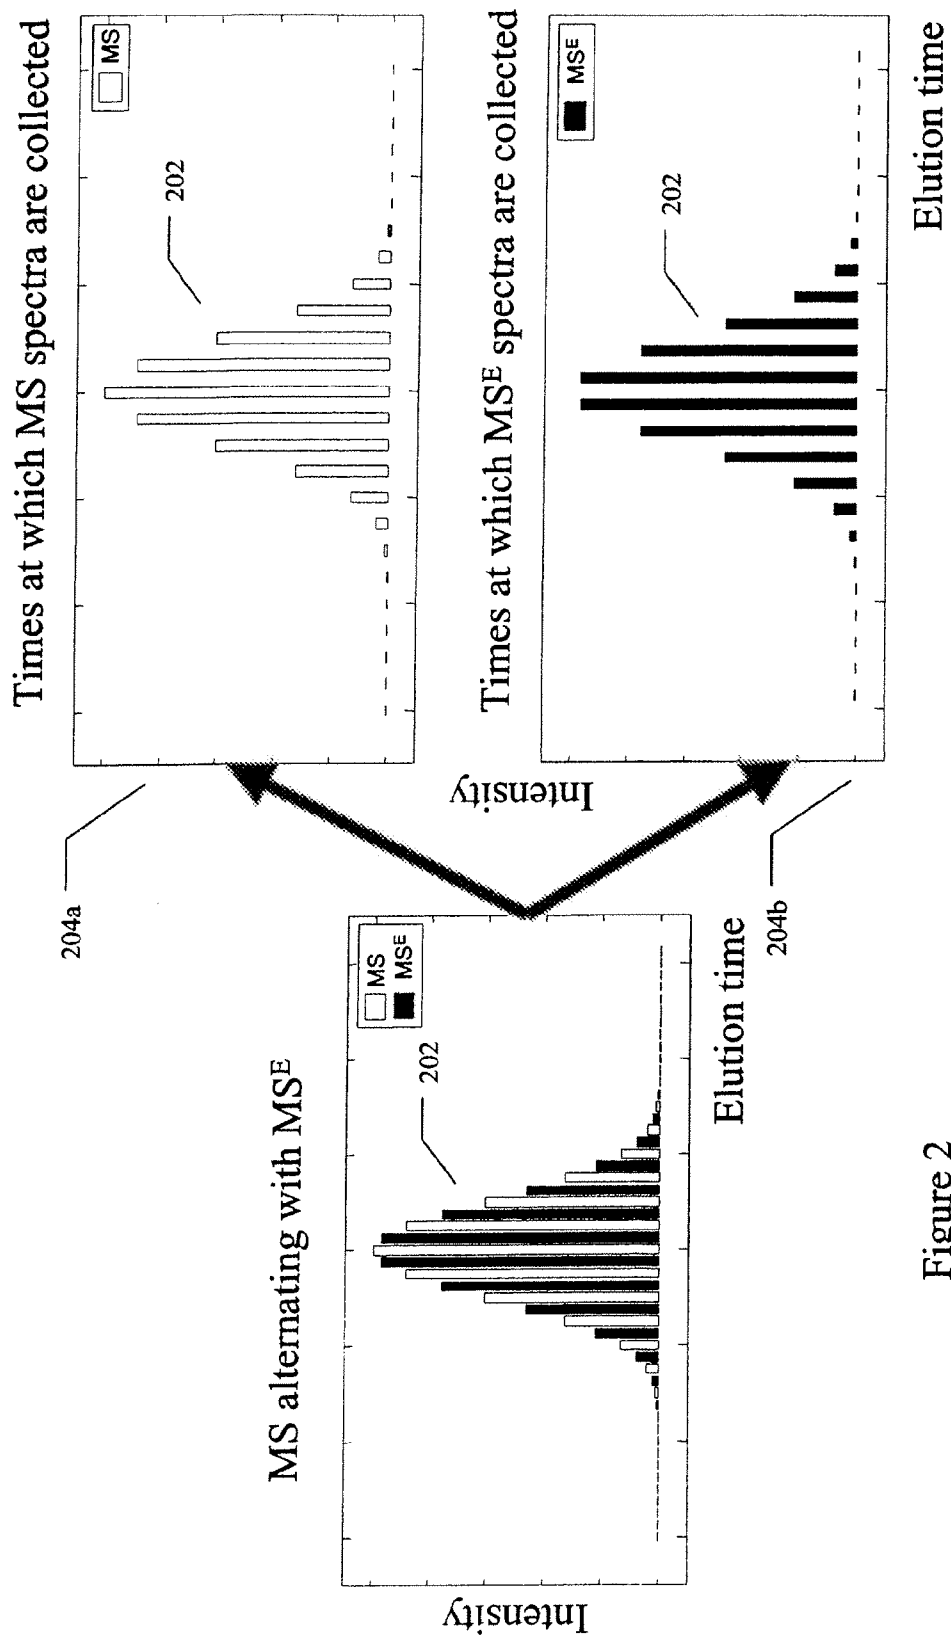 MS alternating with MSE
Intensity
MS
MSE
202
Elution time
204a
204b
Times at which MS spectra are collected
MS
202
Intensity
Times at which MSE spectra are collected
MSE
202
Elution time
Figure 2